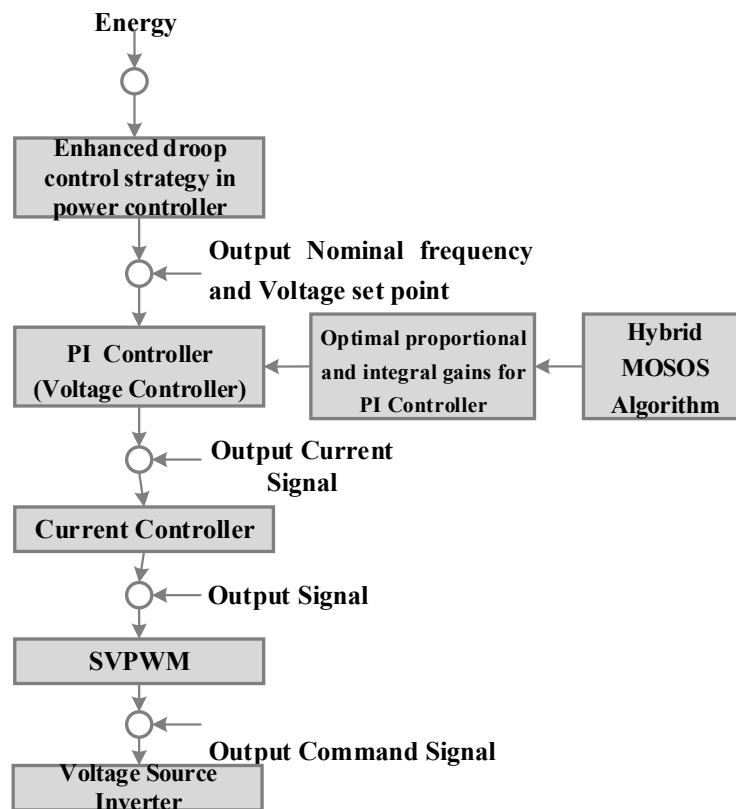 Energy
Enhanced droop
control strategy in
power controller
Output Nominal frequency
and Voltage set point
PI Controller
(Voltage Controller)
Optimal proportional
and integral gains for
PI Controller
Hybrid
MOSOS
Algorithm
Output Current
Signal
Current Controller
Output Signal
SVPWM
Output Command Signal
Voltage Source
Inverter